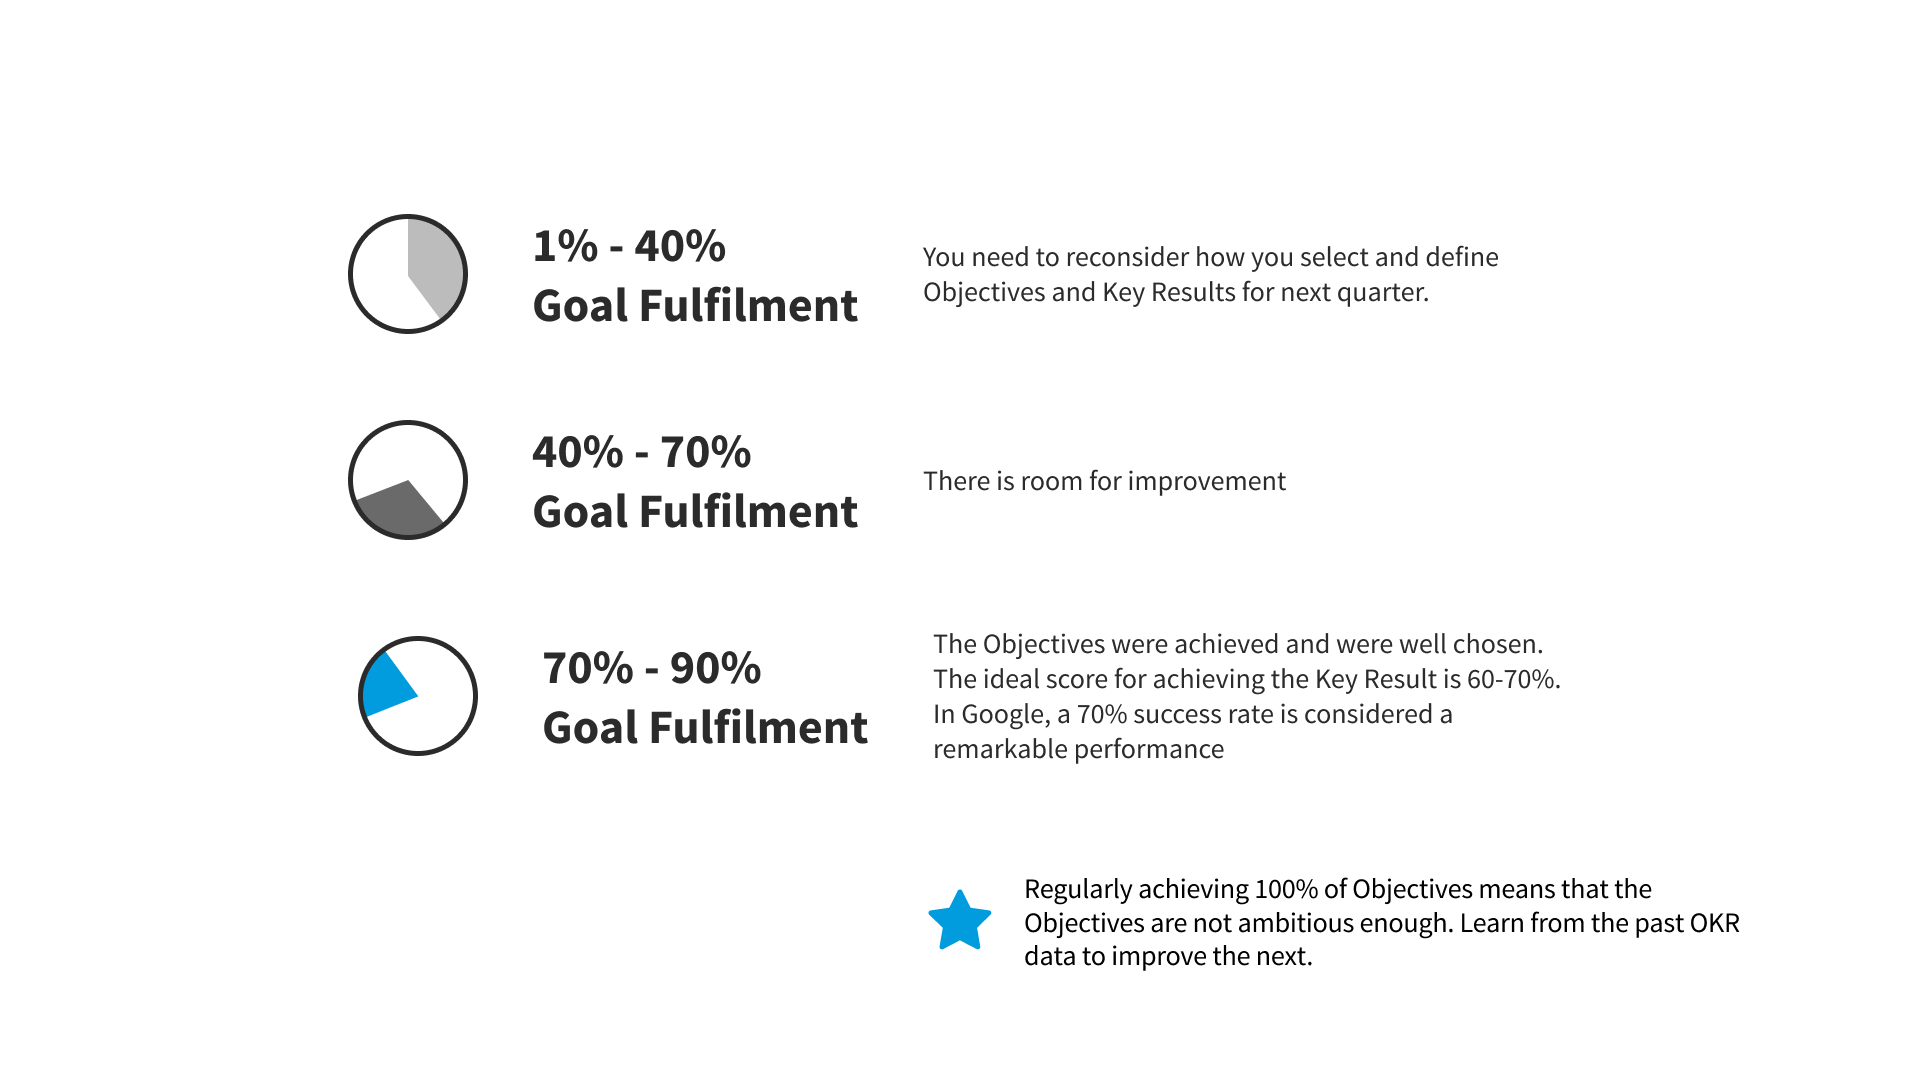 1% - 40%
Goal Fulfilment
You need to reconsider how you select and define
Objectives and Key Results for next quarter.
40% - 70%
Goal Fulfilment
There is room for improvement
70% - 90%
Goal Fulfilment
The Objectives were achieved and were well chosen.
The ideal score for achieving the Key Result is 60-70%.
In Google, a 70% success rate is considered a
remarkable performance
Regularly achieving 100% of Objectives means that the
Objectives are not ambitious enough. Learn from the past OKR
data to improve the next.